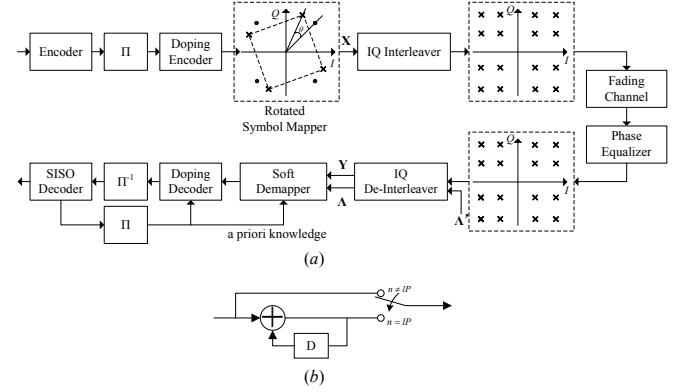 Encoder
Π
Doping
Encoder
Q
θ
I
Rotated
Symbol Mapper
X
IQ Interleaver
Q
I
Fading
Channel
Phase
Equalizer
SISO
Decoder
Π-1
Doping
Decoder
Soft
Demapper
Y
Λ
IQ
De-Interleaver
Λ'
Q
I
Π
a priori knowledge
(a)
n ≠ lP
n = lP
D
(b)